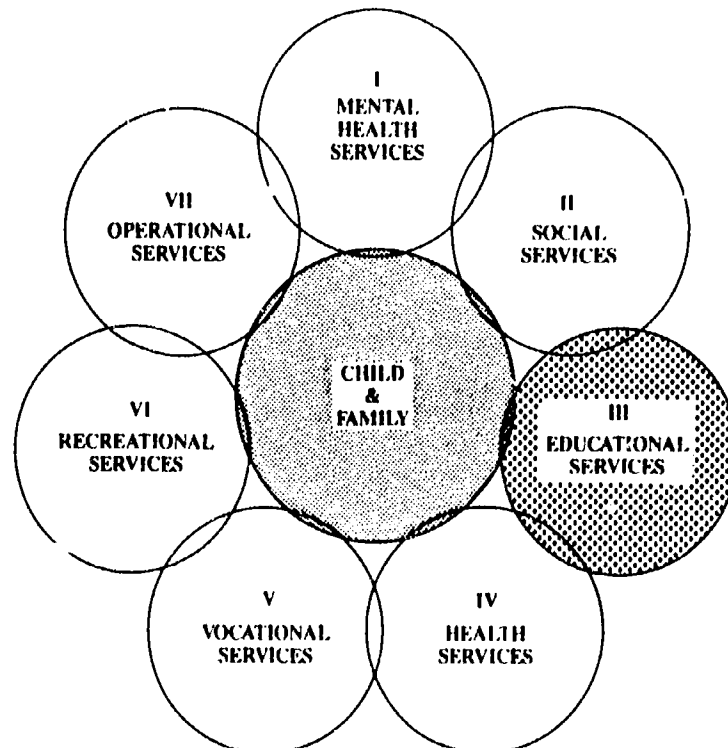 I
MENTAL
HEALTH
SERVICES
II
SOCIAL
SERVICES
III
EDUCATIONAL
SERVICES
IV
HEALTH
SERVICES
V
VOCATIONAL
SERVICES
VI
RECREATIONAL
SERVICES
VII
OPERATIONAL
SERVICES
CHILD
&
FAMILY